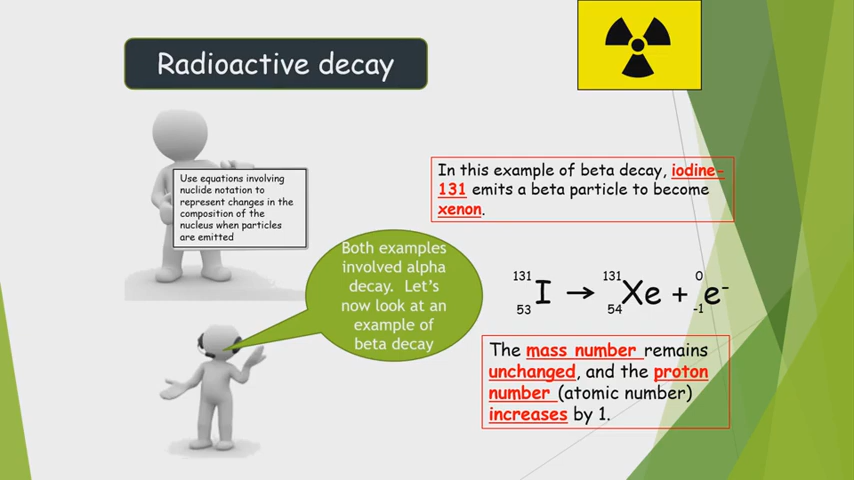 Radioactive decay
Use equations involving
nuclide notation to
represent changes in the
composition of the
nucleus when particles
are emitted
In this example of beta decay, iodine-
131 emits a beta particle to become
xenon.
Both examples
involved alpha
decay. Let's
now look at an
example of
beta decay
131 131 0
I → Xe + e-
53 54 -1
The mass number remains
unchanged, and the proton
number (atomic number)
increases by 1.